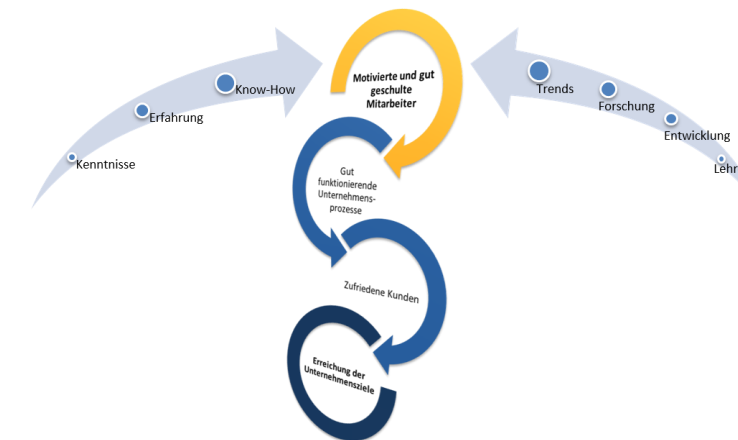 Kenntnisse
Erfahrung
Know-How
Motivierte und gut
geschulte
Mitarbeiter
Trends
Forschung
Entwicklung
Lehr
Gut
funktionierende
Unternehmens-
prozesse
Zufriedene Kunden
Erreichung der
Unternehmensziele